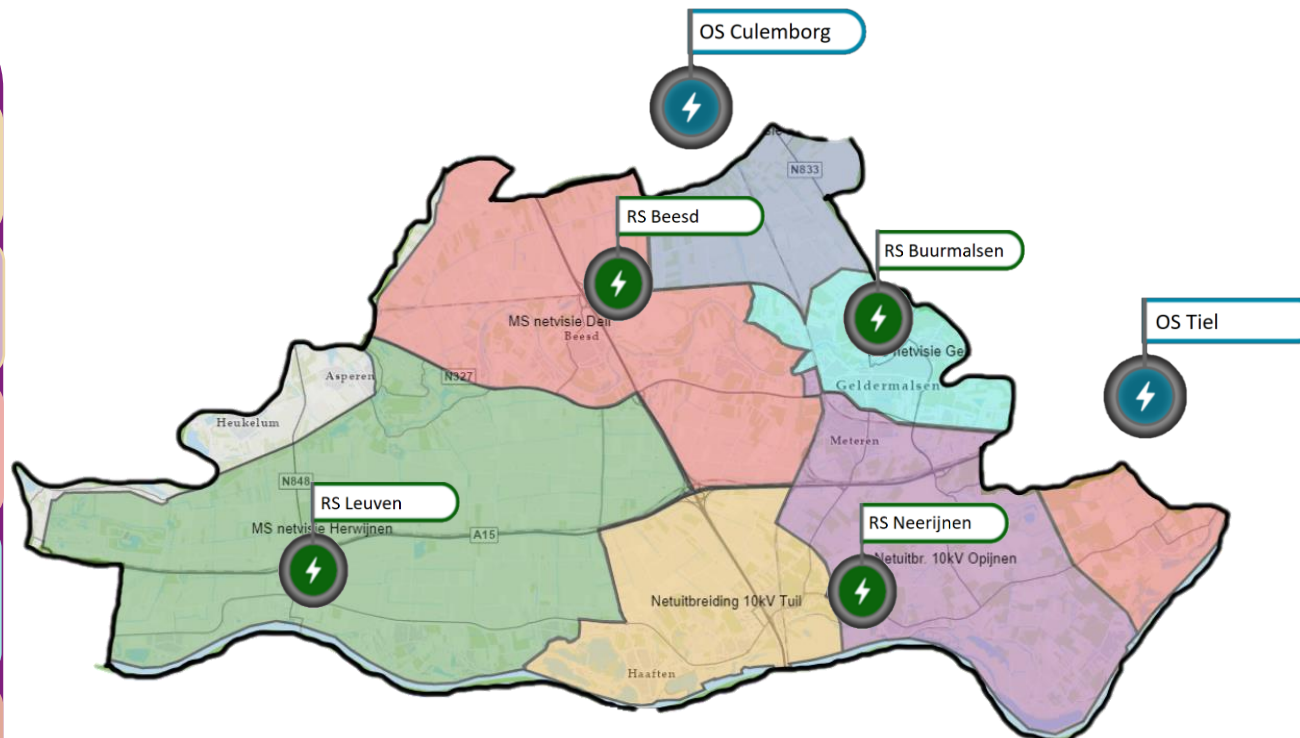 OS Culemborg
N833
RS Beesd
RS Buurmalsen
OS Tiel
MS netvisie Deil
Beesd
netvisie Ge
Asperen
N327
Geldermalsen
Heukelum
Meteren
N848
RS Leuven
MS netvisie Herwijnen
A15
RS Neerijnen
Netuitbr. 10kV Opijnen
Netuitbreiding 10kV Tuil
Haaften